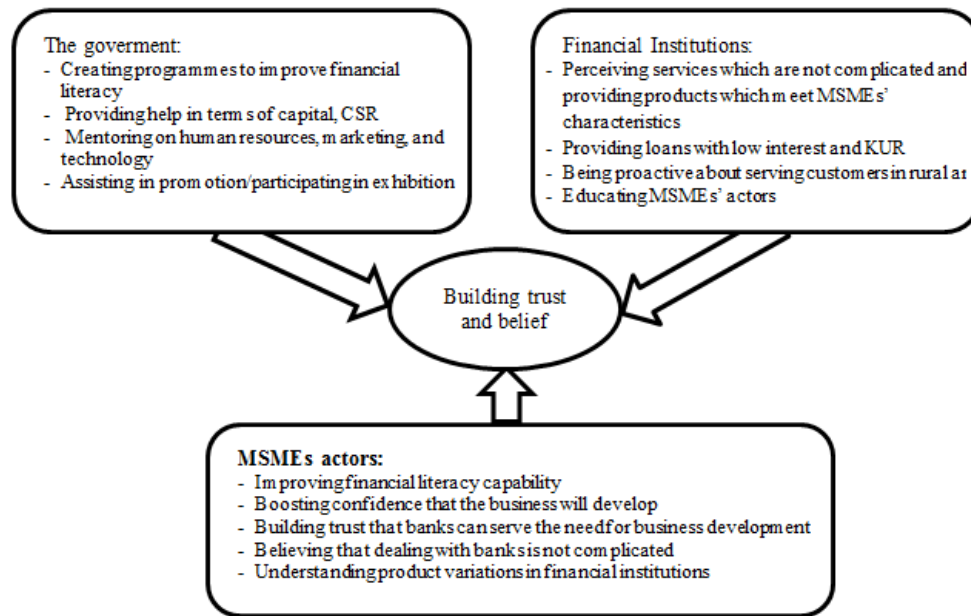 The goverment:
- Creating programmes to improve financial
literacy
- Providing help in terms of capital, CSR
- Mentoring on human resources, marketing, and
technology
- Assisting in promotion/participating in exhibition
Financial Institutions:
- Perceiving services which are not complicated and
providing products which meet MSMEs'
characteristics
- Providing loans with low interest and KUR
- Being proactive about serving customers in rural
- Educating MSMEs' actors
Building trust
and belief
MSMEs actors:
- Improving financial literacy capability
- Boosting confidence that the business will develop
- Building trust that banks can serve the need for business development
- Believing that dealing with banks is not complicated
- Understanding product variations in financial institutions